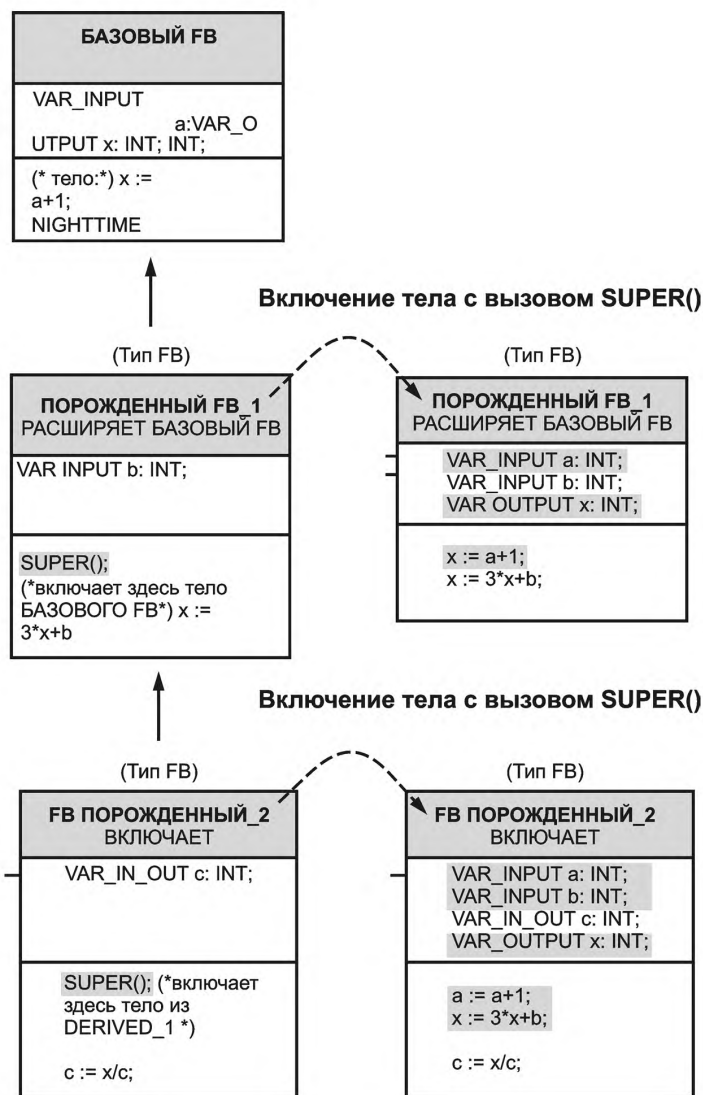 БАЗОВЫЙ FB
VAR_INPUT
a:VAR_O
UTPUT x: INT; INT;
(* тело:*) x :=
a+1;
NIGHTTIME
Включение тела с вызовом SUPER()
(Тип FB)
ПОРОЖДЕННЫЙ FB_1
РАСШИРЯЕТ БАЗОВЫЙ FB
VAR INPUT b: INT;
SUPER();
(*включает здесь тело
БАЗОВОГО FB*) x :=
3*x+b
(Тип FB)
ПОРОЖДЕННЫЙ FB_1
РАСШИРЯЕТ БАЗОВЫЙ FB
VAR_INPUT a: INT;
VAR_INPUT b: INT;
VAR OUTPUT x: INT;
x := a+1;
x := 3*x+b;
Включение тела с вызовом SUPER()
(Тип FB)
FB ПОРОЖДЕННЫЙ_2
ВКЛЮЧАЕТ
VAR_IN_OUT c: INT;
SUPER(); (*включает
здесь тело из
DERIVED_1 *)
c := x/c;
(Тип FB)
FB ПОРОЖДЕННЫЙ_2
ВКЛЮЧАЕТ
VAR_INPUT a: INT;
VAR_INPUT b: INT;
VAR_IN_OUT c: INT;
VAR_OUTPUT x: INT;
a := a+1;
x := 3*x+b;
c := x/c;